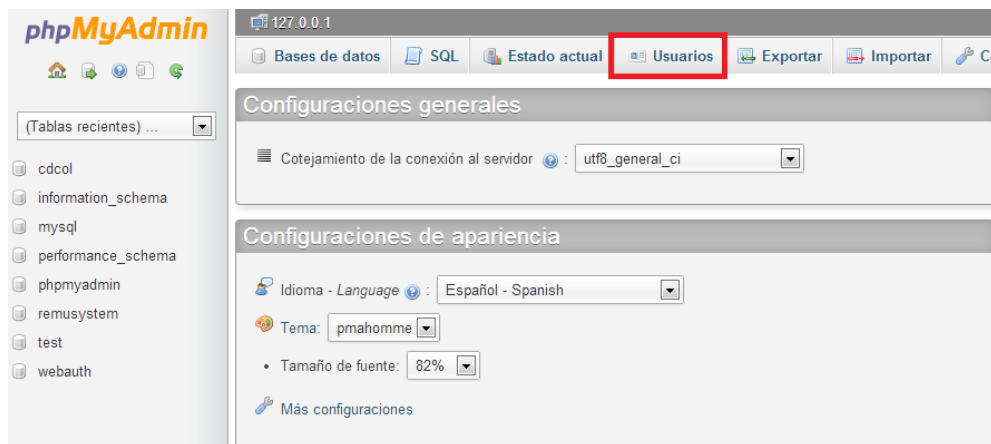 phpMyAdmin
(Tablas recientes) ...
cdcol
information_schema
mysql
performance_schema
phpmyadmin
remusystem
test
webauth
127.0.0.1
Bases de datos SQL Estado actual Usuarios Exportar Importar C
Configuraciones generales
Cotejamiento de la conexión al servidor : utf8_general_ci
Configuraciones de apariencia
Idioma - Language : Español - Spanish
Tema: pmahomme
• Tamaño de fuente: 82%
Más configuraciones